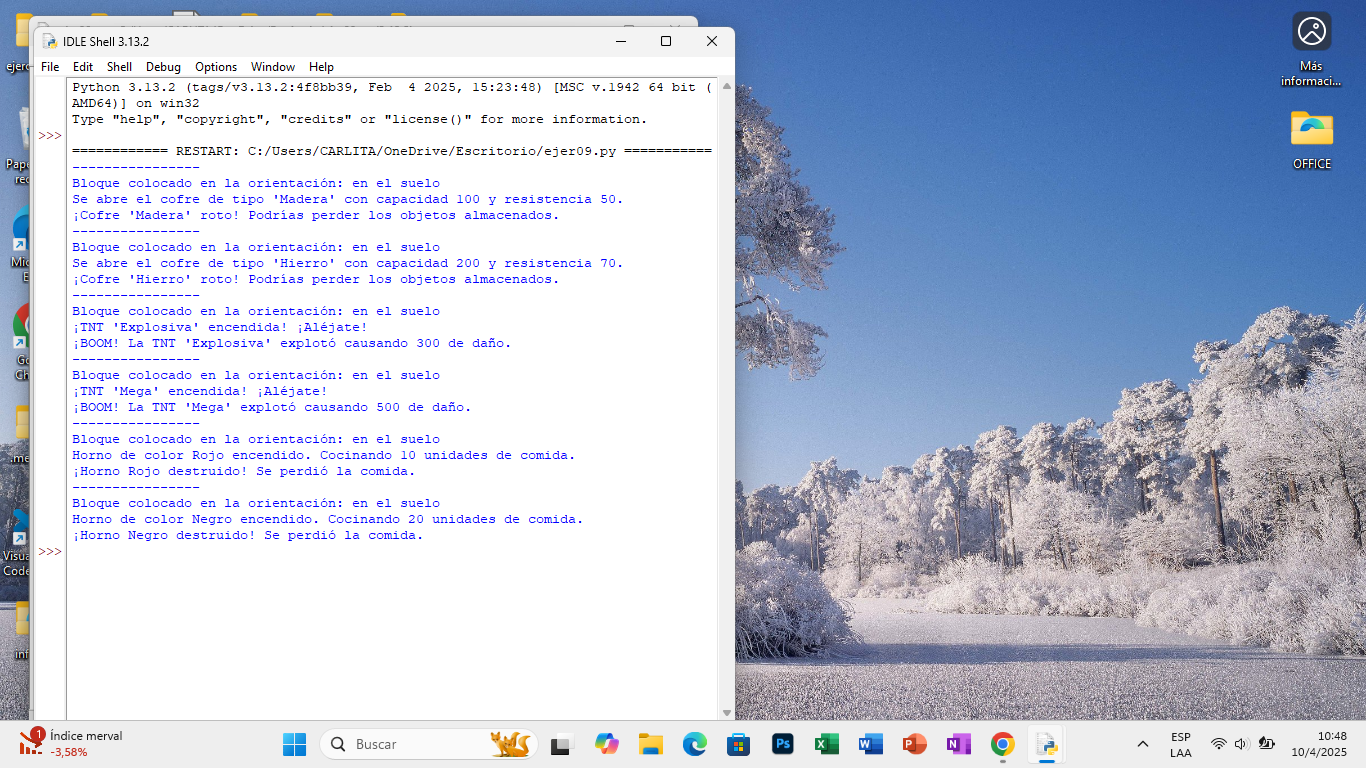 IDLE Shell 3.13.2
File Edit Shell Debug Options Window Help
Python 3.13.2 (tags/v3.13.2:4f8bb39, Feb  4 2025, 15:23:48) [MSC v.1942 64 bit (
AMD64)] on win32
Type "help", "copyright", "credits" or "license()" for more information.
>>>
============ RESTART: C:/Users/CARLITA/OneDrive/Escritorio/ejer09.py ===========
----------------
Bloque colocado en la orientación: en el suelo
Se abre el cofre de tipo 'Madera' con capacidad 100 y resistencia 50.
¡Cofre 'Madera' roto! Podrías perder los objetos almacenados.
----------------
Bloque colocado en la orientación: en el suelo
Se abre el cofre de tipo 'Hierro' con capacidad 200 y resistencia 70.
¡Cofre 'Hierro' roto! Podrías perder los objetos almacenados.
----------------
Bloque colocado en la orientación: en el suelo
¡TNT 'Explosiva' encendida! ¡Aléjate!
¡BOOM! La TNT 'Explosiva' explotó causando 300 de daño.
----------------
Bloque colocado en la orientación: en el suelo
¡TNT 'Mega' encendida! ¡Aléjate!
¡BOOM! La TNT 'Mega' explotó causando 500 de daño.
----------------
Bloque colocado en la orientación: en el suelo
Horno de color Rojo encendido. Cocinando 10 unidades de comida.
¡Horno Rojo destruido! Se perdió la comida.
----------------
Bloque colocado en la orientación: en el suelo
Horno de color Negro encendido. Cocinando 20 unidades de comida.
¡Horno Negro destruido! Se perdió la comida.
>>>
Más
informaci...
OFFICE
ejer
Pape
rec
Mic
E
Go
Ch
.me
Visua
Code
inf
1
Índice merval
-3,58%
Buscar
Ps
ESP
LAA
10:48
10/4/2025